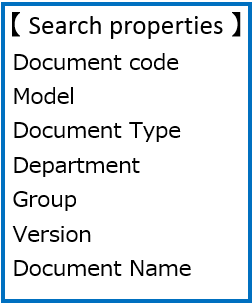 【 Search properties 】
Document code
Model
Document Type
Department
Group
Version
Document Name